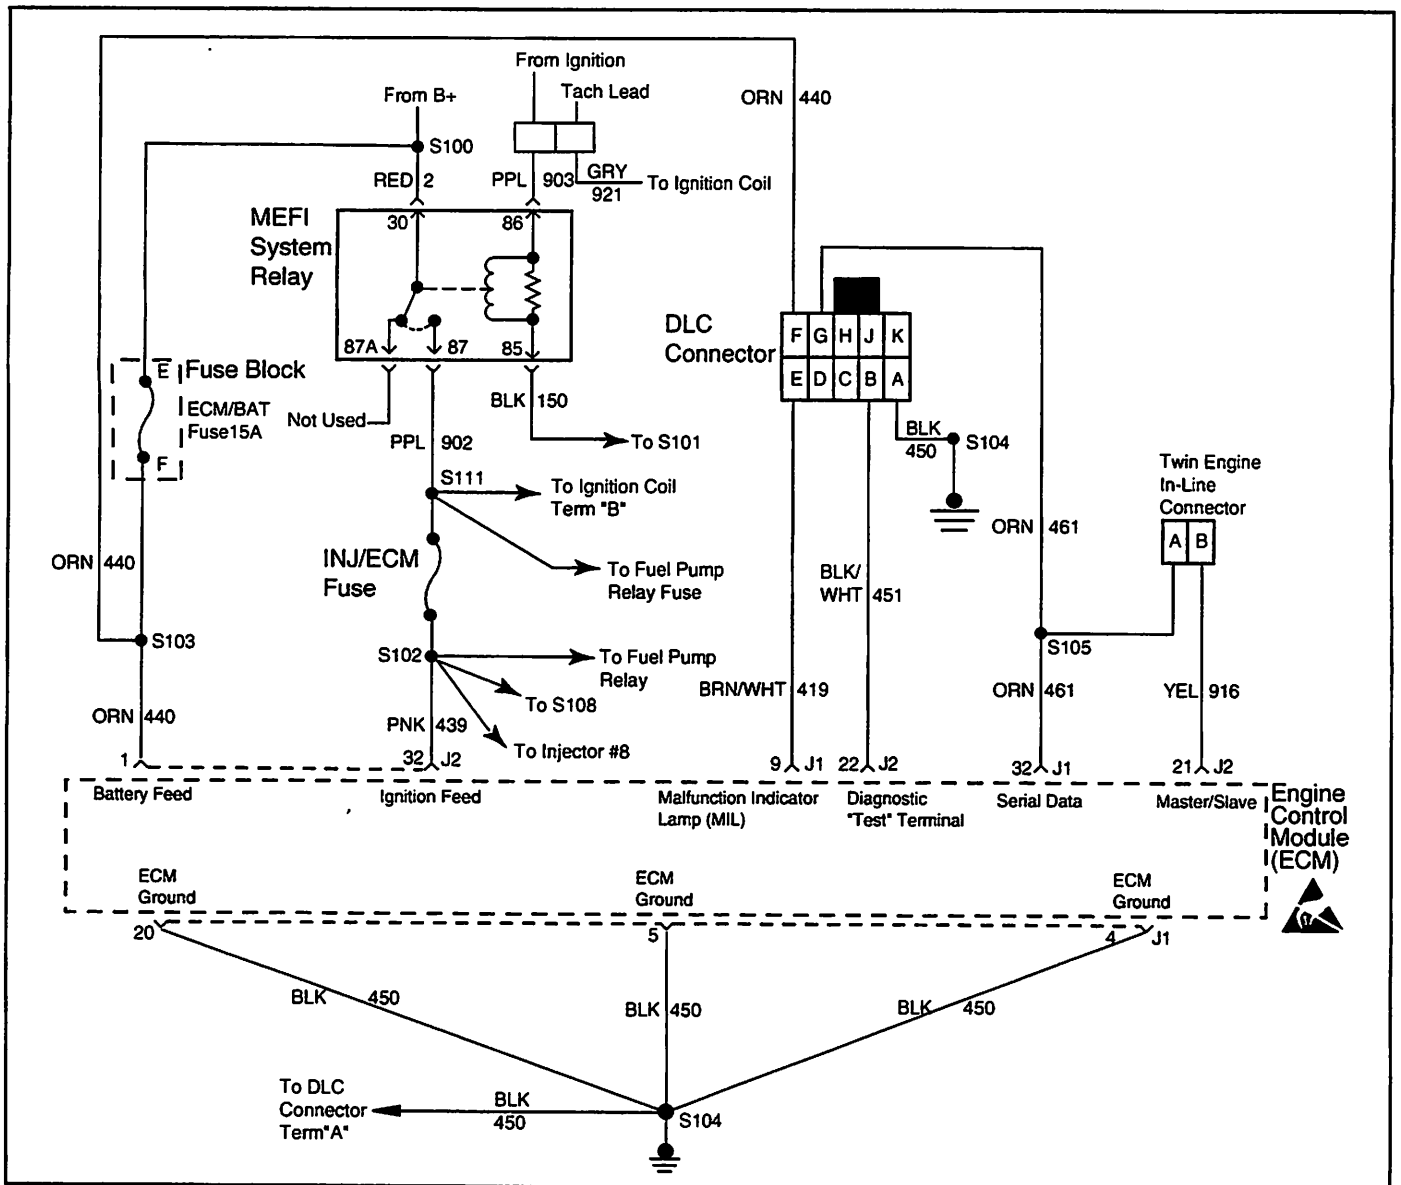 From Ignition
Tach Lead
From B+
ORN 440
S100
RED 2
PPL 903
GRY
921
To Ignition Coil
MEFI
System
Relay
30
86
87A
87
85
DLC
Connector
F G H J K
E D C B A
E
Fuse Block
ECM/BAT
Fuse15A
F
Not Used
BLK 150
PPL 902
To S101
BLK
450
S104
S111
To Ignition Coil
Term "B"
Twin Engine
In-Line
Connector
A B
ORN 461
ORN 440
INJ/ECM
Fuse
To Fuel Pump
Relay Fuse
BLK/
WHT 451
S103
S102
To Fuel Pump
Relay
S105
To S108
BRN/WHT 419
ORN 461
YEL 916
ORN 440
PNK 439
To Injector #8
1
32 J2
9 J1
22 J2
32 J1
21 J2
Battery Feed
Ignition Feed
Malfunction Indicator
Lamp (MIL)
Diagnostic
"Test" Terminal
Serial Data
Master/Slave
Engine
Control
Module
(ECM)
ECM
Ground
ECM
Ground
ECM
Ground
20
5
4 J1
BLK 450
BLK 450
BLK 450
To DLC
Connector
Term"A"
BLK
450
S104